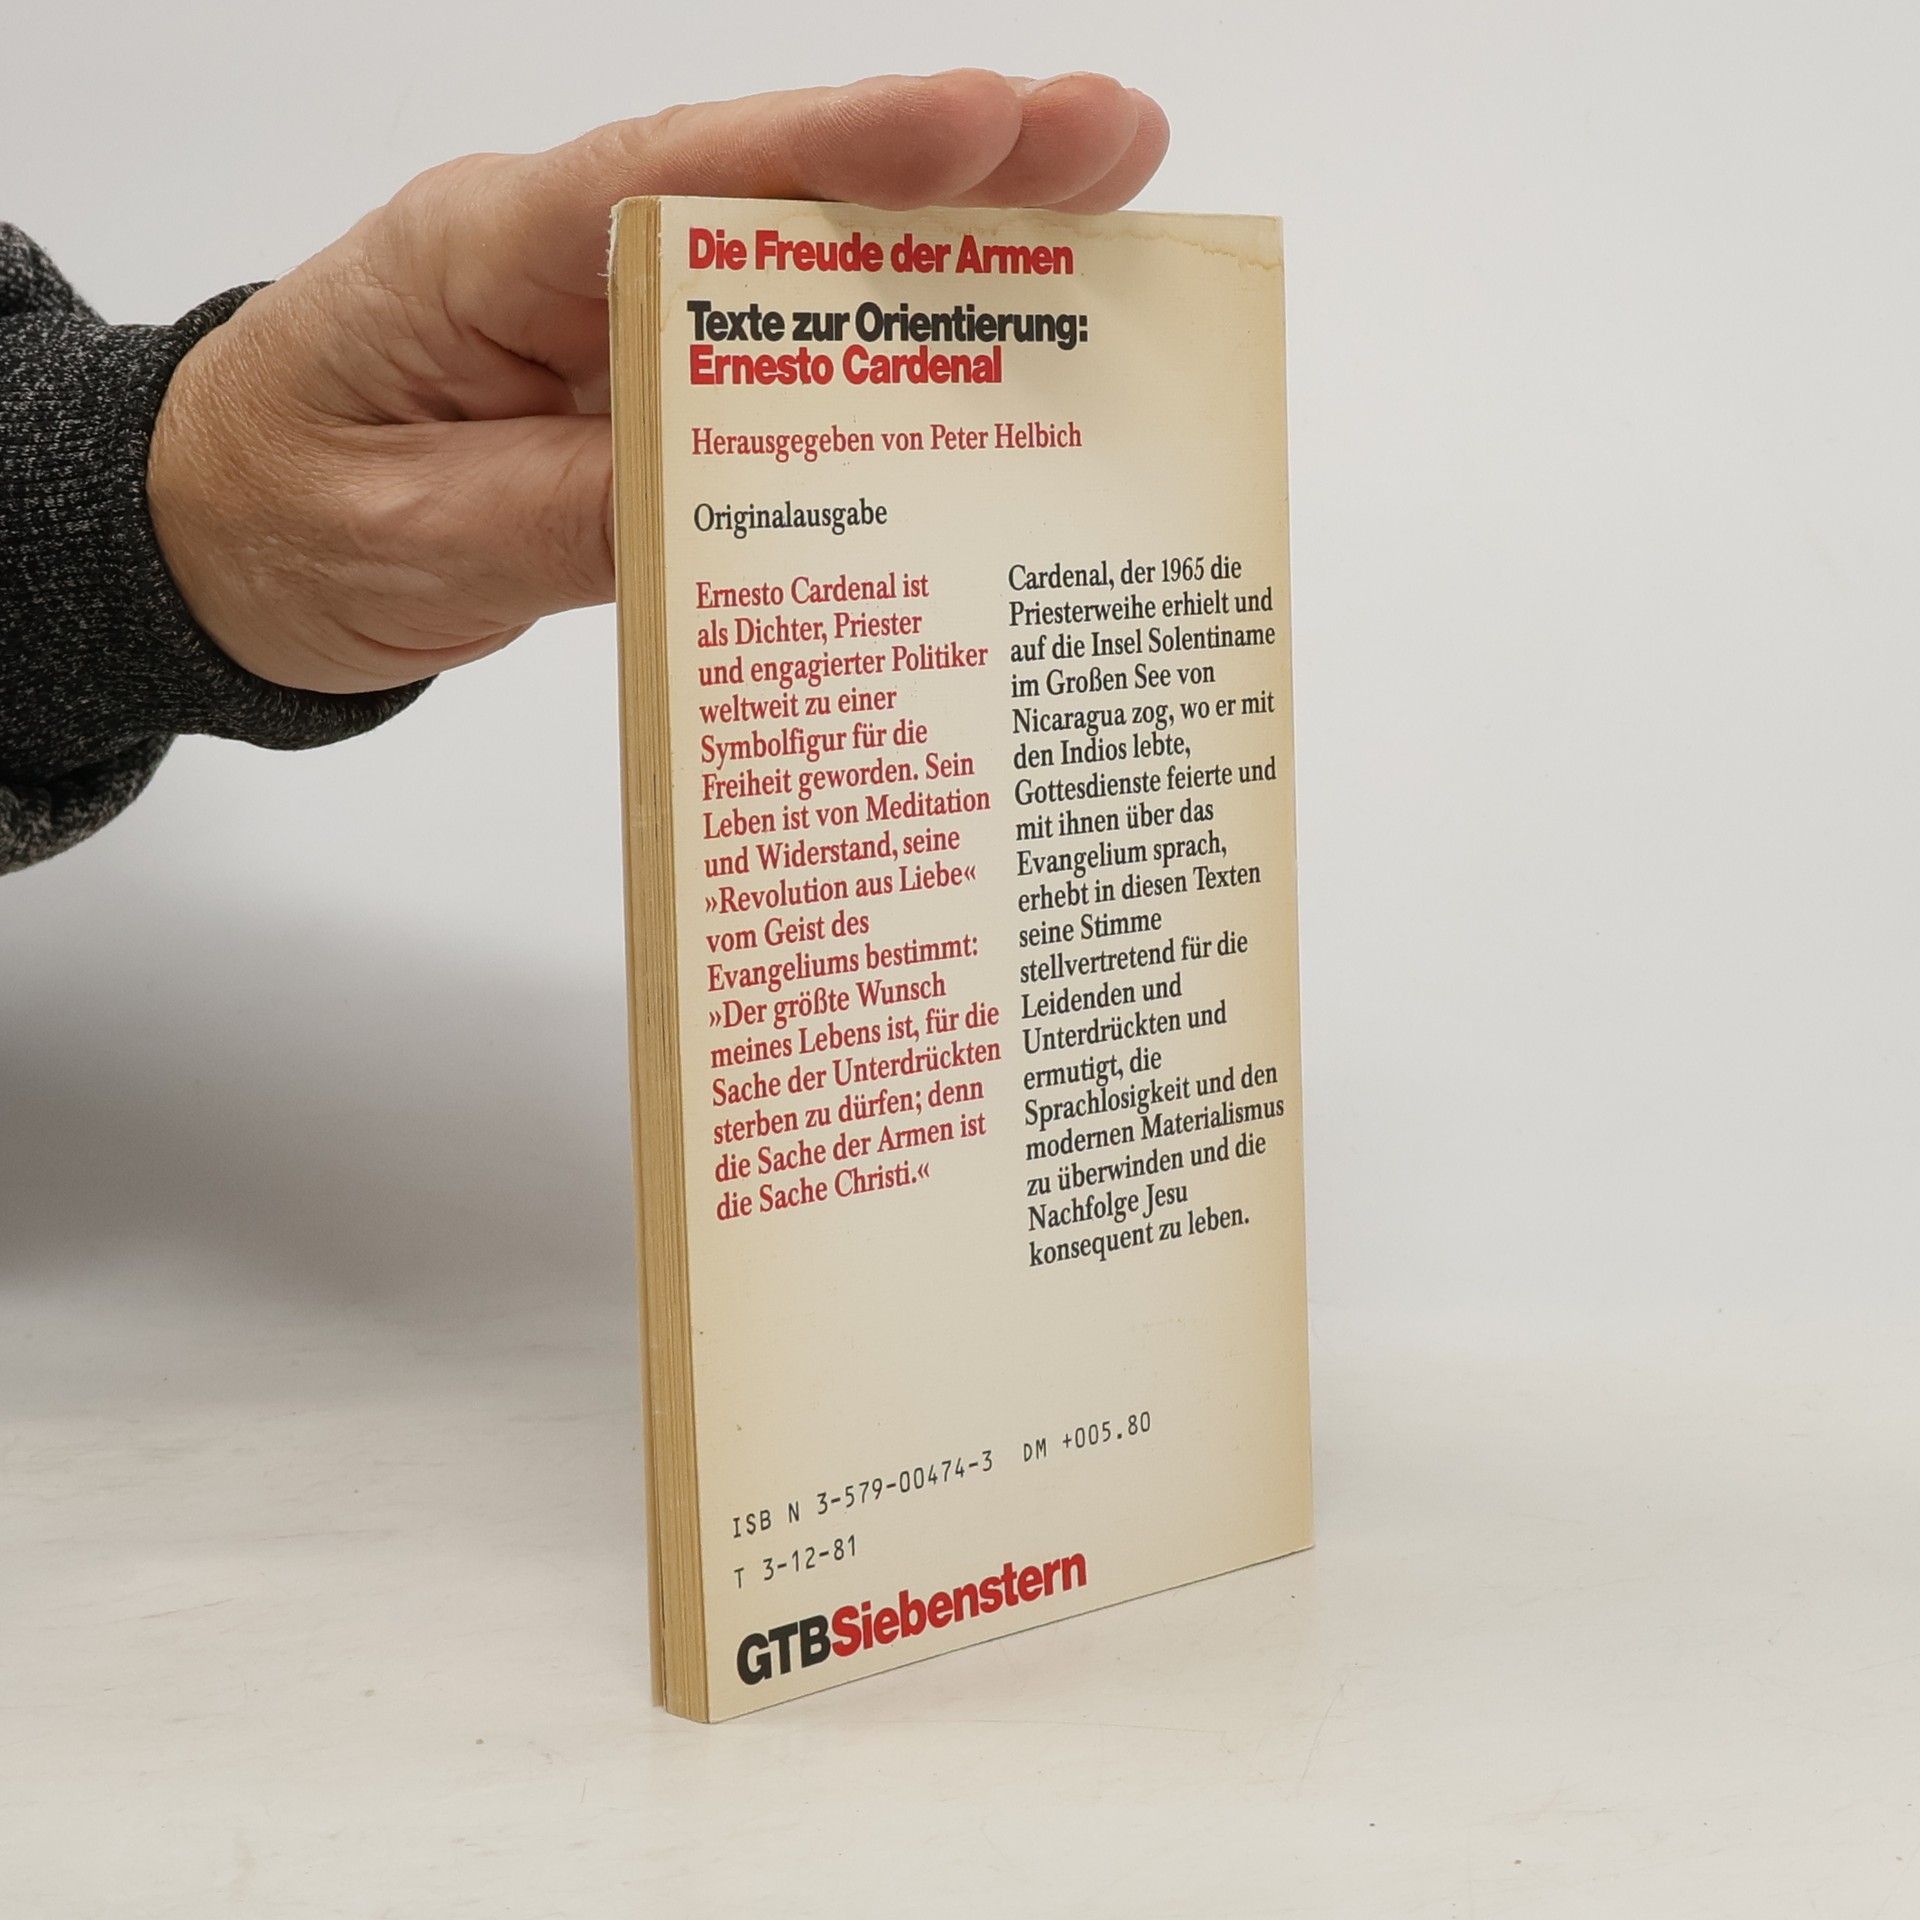 Die Freude der Armen
Texte zur Orientierung:
Ernesto Cardenal
Herausgegeben von Peter Helbich
Originalausgabe
Ernesto Cardenal ist
als Dichter, Priester
und engagierter Politiker
weltweit zu einer
Symbolfigur für die
Freiheit geworden. Sein
Leben ist von Meditation
und Widerstand, seine
»Revolution aus Liebe«
vom Geist des
Evangeliums bestimmt:
»Der größte Wunsch
meines Lebens ist, für die
Sache der Unterdrückten
sterben zu dürfen; denn
die Sache der Armen ist
die Sache Christi.«
Cardenal, der 1965 die
Priesterweihe erhielt und
auf die Insel Solentiname
im Großen See von
Nicaragua zog, wo er mit
den Indios lebte,
Gottesdienste feierte und
mit ihnen über das
Evangelium sprach,
erhebt in diesen Texten
seine Stimme
stellvertretend für die
Leidenden und
Unterdrückten und
ermutigt, die
Sprachlosigkeit und den
modernen Materialismus
zu überwinden und die
Nachfolge Jesu
konsequent zu leben.
ISB N 3-579-00474-3 DM +005.80
T 3-12-81
GTBSiebenstern